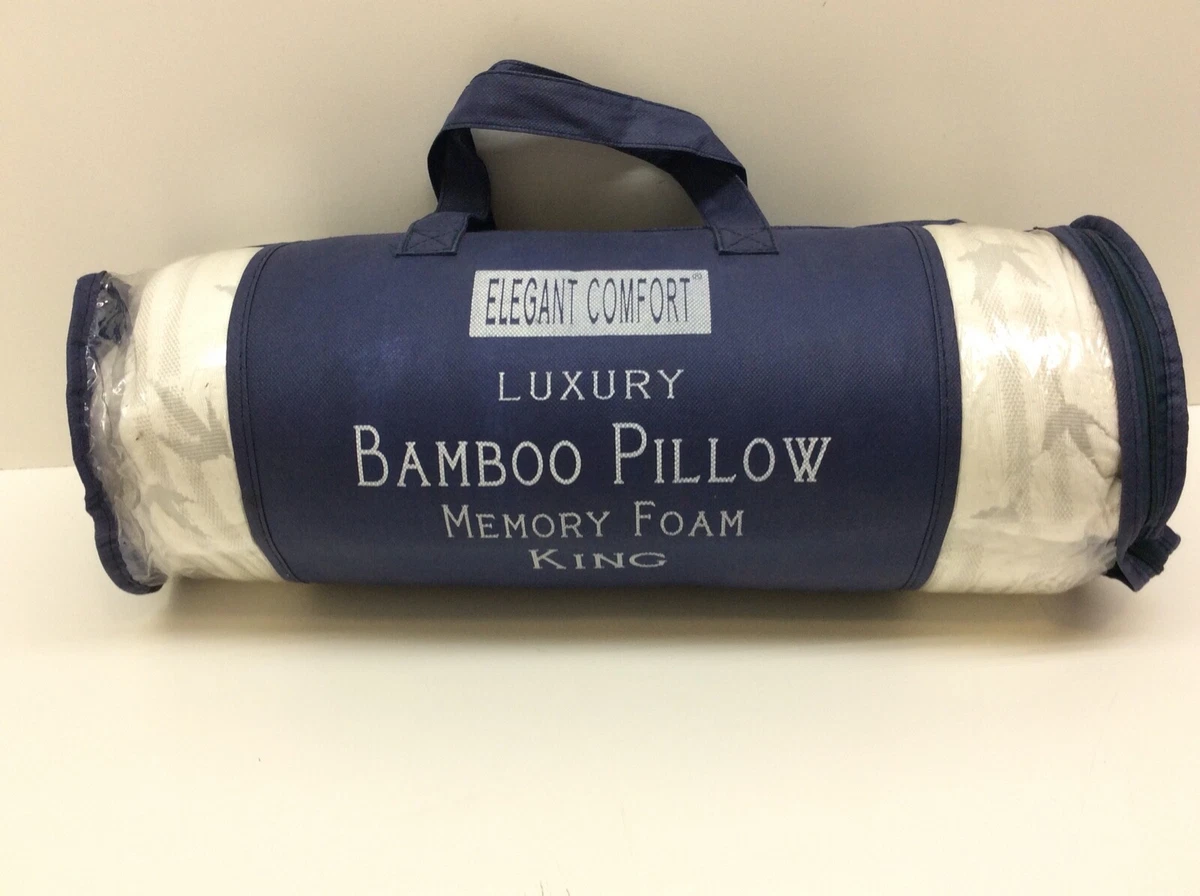 ELEGANT COMFORT®
LUXURY
BAMBOO PILLOW
MEMORY FOAM
KING